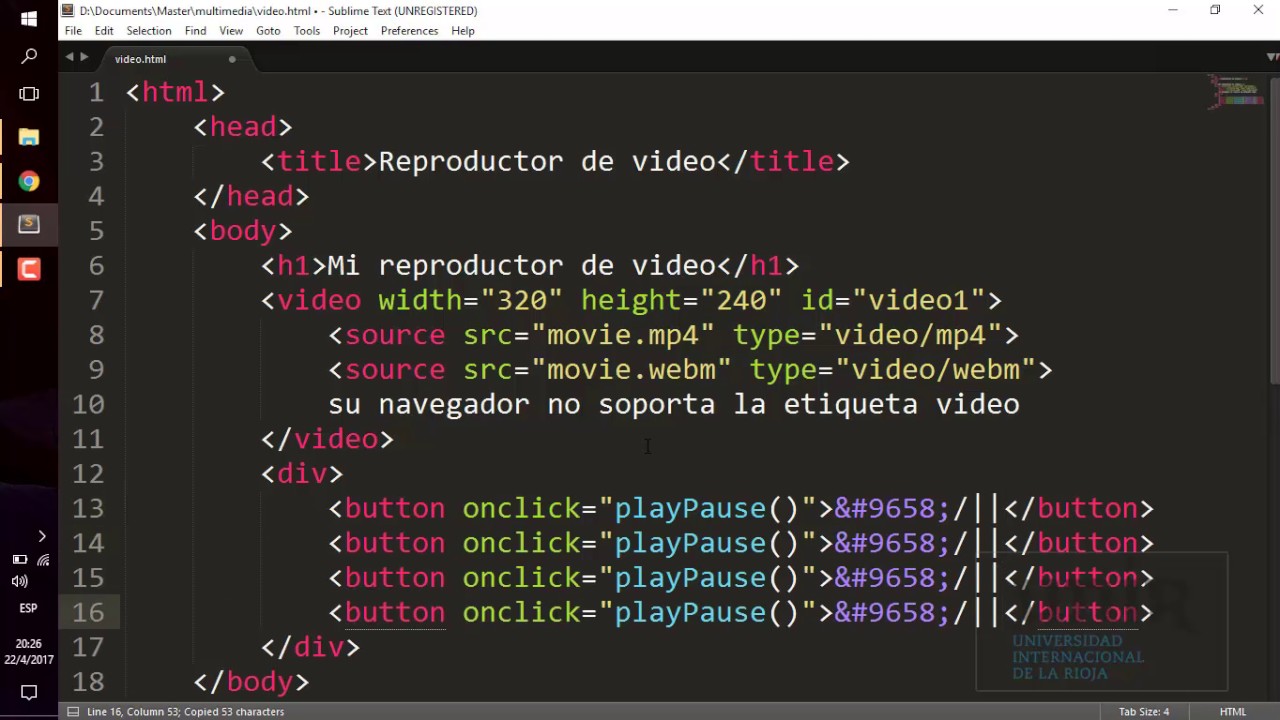 D:\Documents\Master\multimedia\video.html • - Sublime Text (UNREGISTERED)
File Edit Selection Find View Goto Tools Project Preferences Help
video.html
1 <html>
2 <head>
3 <title>Reproductor de video</title>
4 </head>
5 <body>
6 <h1>Mi reproductor de video</h1>
7 <video width="320" height="240" id="video1">
8 <source src="movie.mp4" type="video/mp4">
9 <source src="movie.webm" type="video/webm">
10 su navegador no soporta la etiqueta video
11 </video>
12 <div>
13 <button onclick="playPause()">&#9658;/||</button>
14 <button onclick="playPause()">&#9658;/||</button>
15 <button onclick="playPause()">&#9658;/||</button>
16 <button onclick="playPause()">&#9658;/||</button>
17 </div>
18 </body>
ESP
20:26
22/4/2017
UNIVERSIDAD
INTERNACIONAL
DE LA RIOJA
Line 16, Column 53; Copied 53 characters
Tab Size: 4
HTML